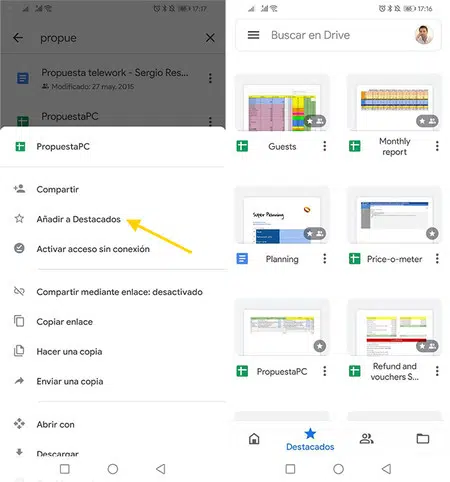 17:17
propue
Propuesta telework - Sergio Res...
Modificado: 27 may. 2015
PropuestaPC
PropuestaPC
Compartir
Añadir a Destacados
Activar acceso sin conexión
Compartir mediante enlace: desactivado
Copiar enlace
Hacer una copia
Enviar una copia
Abrir con
Descargar
17:16
Buscar en Drive
Guests
Monthly
report
Super Planning
Planning
Price-o-meter
PropuestaPC
Refund and
vouchers S...
Destacados